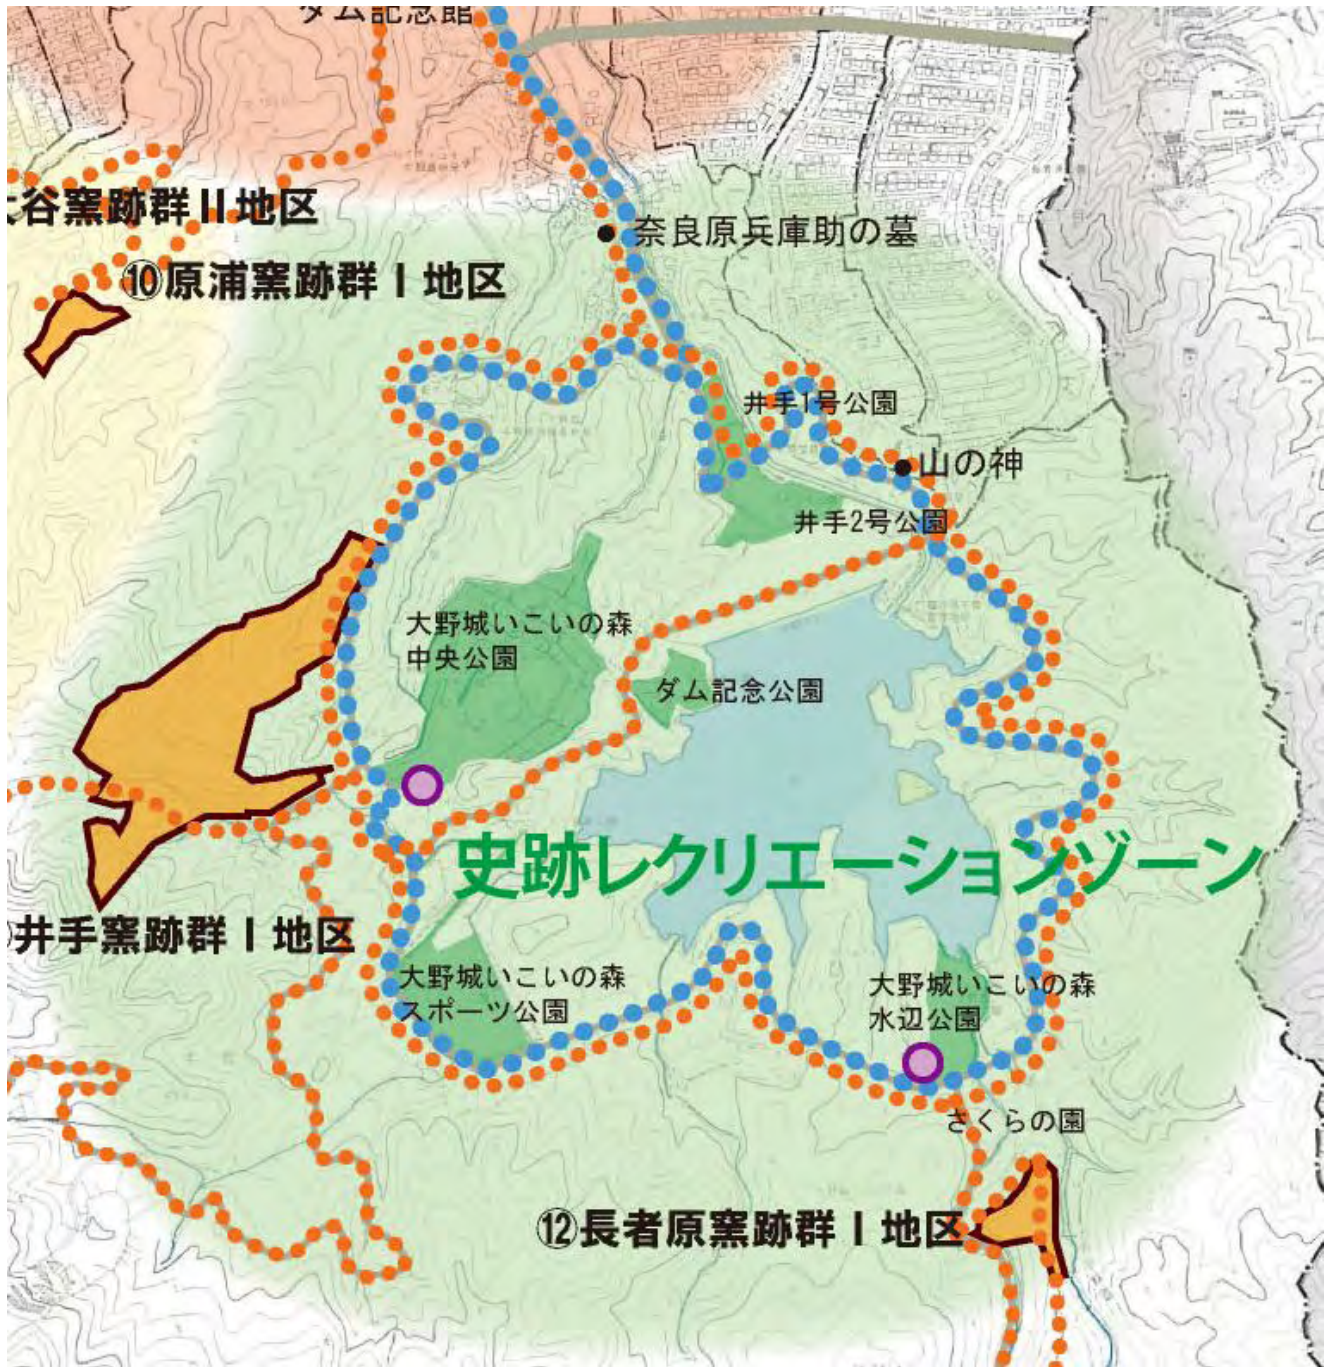 ダム記念館
谷窯跡群Ⅱ地区
⑩原浦窯跡群Ⅰ地区
奈良原兵庫助の墓
井手1号公園
山の神
井手2号公園
大野城いこいの森
中央公園
ダム記念公園
史跡レクリエーションゾーン
井手窯跡群Ⅰ地区
大野城いこいの森
スポーツ公園
大野城いこいの森
水辺公園
さくらの園
⑫長者原窯跡群Ⅰ地区